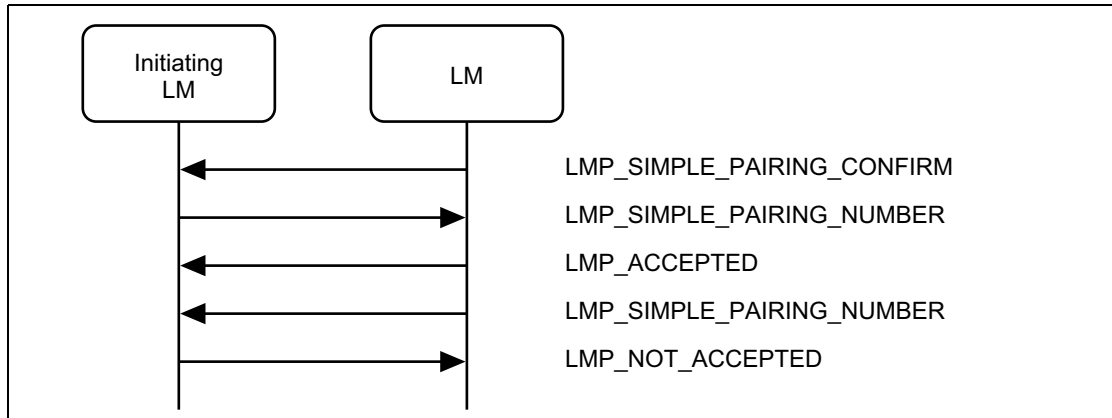 Initiating
LM
LM
LMP_SIMPLE_PAIRING_CONFIRM
LMP_SIMPLE_PAIRING_NUMBER
LMP_ACCEPTED
LMP_SIMPLE_PAIRING_NUMBER
LMP_NOT_ACCEPTED